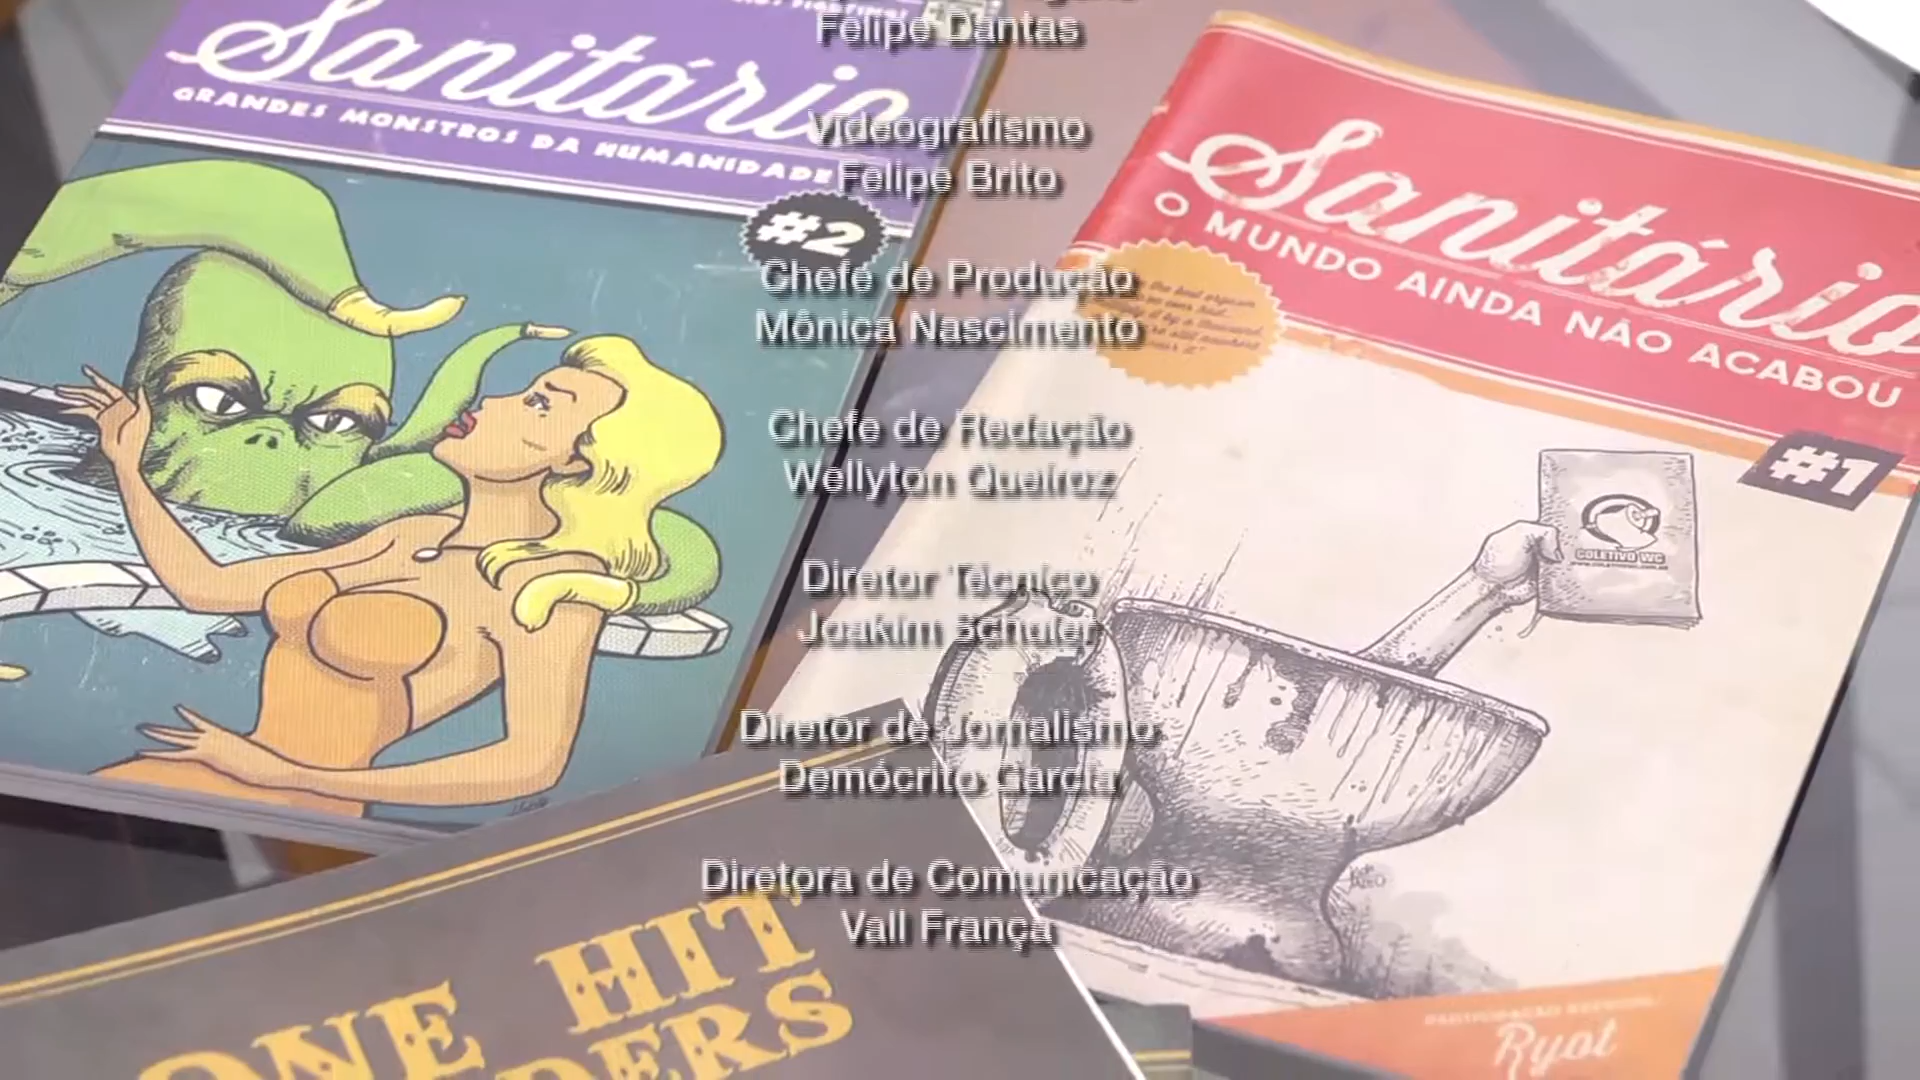 Felipe Dantas
Videografismo
Felipe Brito
Chefe de Produção
Mônica Nascimento
Chefe de Redação
Wellyton Queiroz
Diretor Técnico
Joakim Schuler
Diretor de Jornalismo
Demócrito Garcia
Diretora de Comunicação
Vall França
Sanitário
GRANDES MONSTROS DA HUMANIDADE
#2
Sanitário
O MUNDO AINDA NÃO ACABOU
#1
COLETIVO WC
PARTICIPAÇÃO ESPECIAL
Ryot
ONE HIT